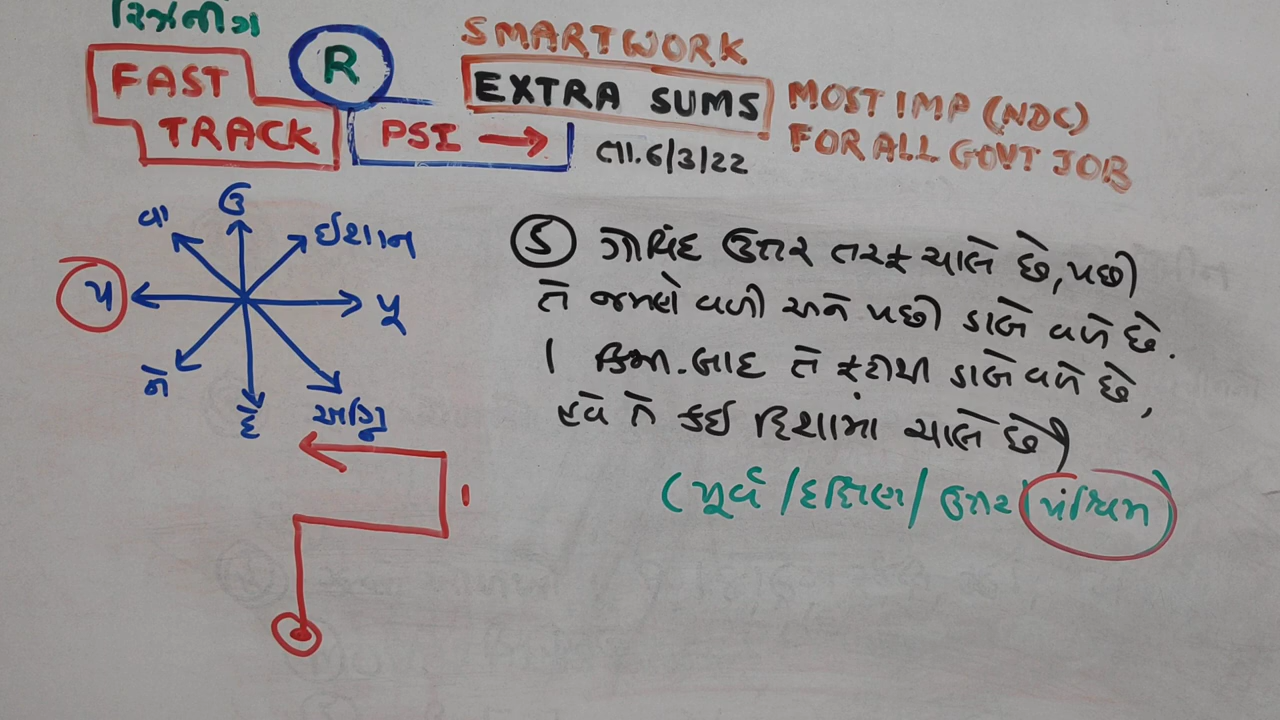 રિઝનીંગ
FAST
TRACK
R
PSI →
SMARTWORK
EXTRA SUMS
MOST IMP (NDC)
FOR ALL GOVT JOB
તા.6/3/22
ઉ
વા
ઈશાન
પ
પૂ
નૈ
દ
અગ્નિ
1
5 ગોવિંદ ઉત્તર તરફ ચાલે છે, પછી
તે જમણે વળી અને પછી ડાબે વળે છે.
1 કિમી. બાદ તે ફરીથી ડાબે વળે છે,
હવે તે કઈ દિશામાં ચાલે છે?
(પૂર્વ/દક્ષિણ/ઉત્તર/પશ્ચિમ)